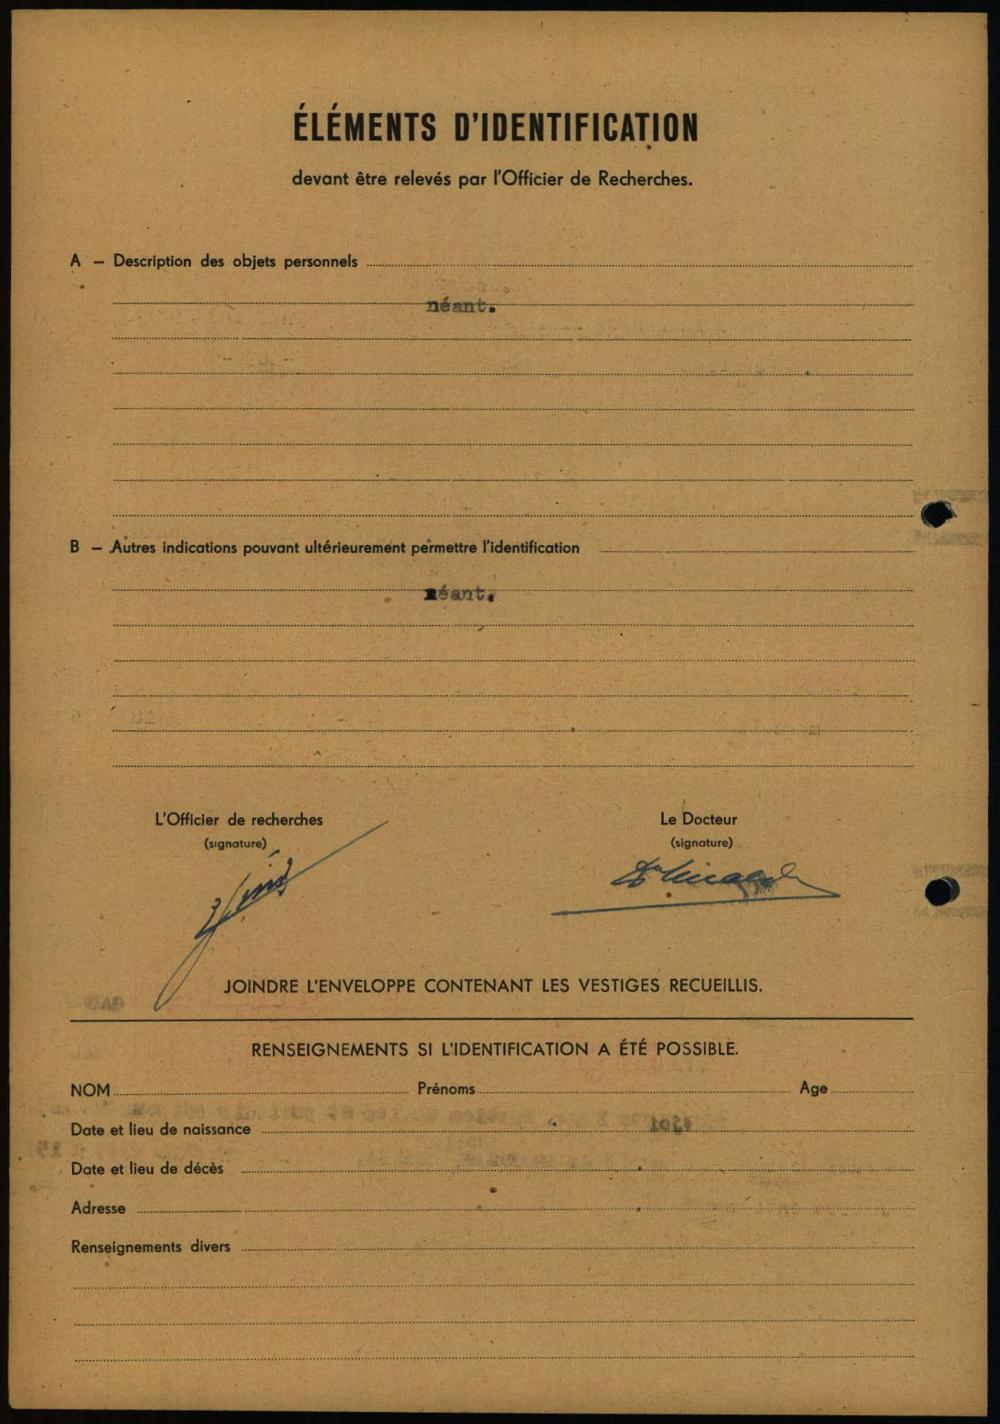 ÉLÉMENTS D'IDENTIFICATION
devant être relevés par l'Officier de Recherches.
A – Description des objets personnels
néant.
B – Autres indications pouvant ultérieurement permettre l'identification
néant.
L'Officier de recherches Le Docteur
(signature) (signature)
JOINDRE L'ENVELOPPE CONTENANT LES VESTIGES RECUEILLIS.
RENSEIGNEMENTS SI L'IDENTIFICATION A ÉTÉ POSSIBLE.
NOM Prénoms Age
Date et lieu de naissance
Date et lieu de décès
Adresse
Renseignements divers